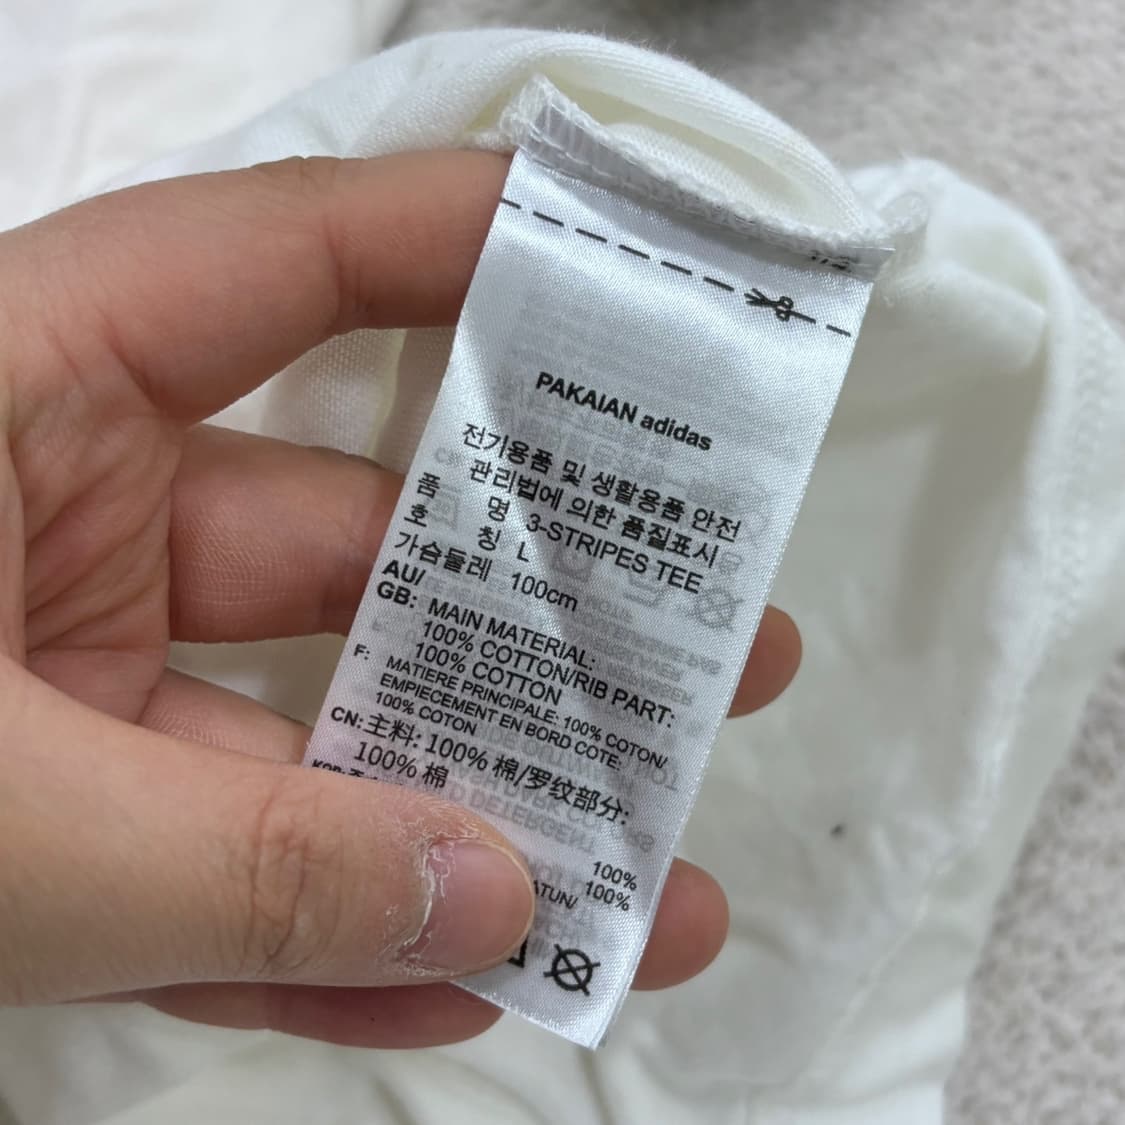 PAKAIAN adidas
전기용품 및 생활용품 안전
관리법에 의한 품질표시
품 명 3-STRIPES TEE
호 칭 L
가슴둘레 100cm
AU/
GB: MAIN MATERIAL:
100% COTTON/RIB PART:
100% COTTON
F: MATIERE PRINCIPALE: 100% COTON/
EMPIECEMENT EN BORD COTE:
100% COTON
CN: 主料: 100% 棉/罗纹部分:
100% 棉
100%
100%